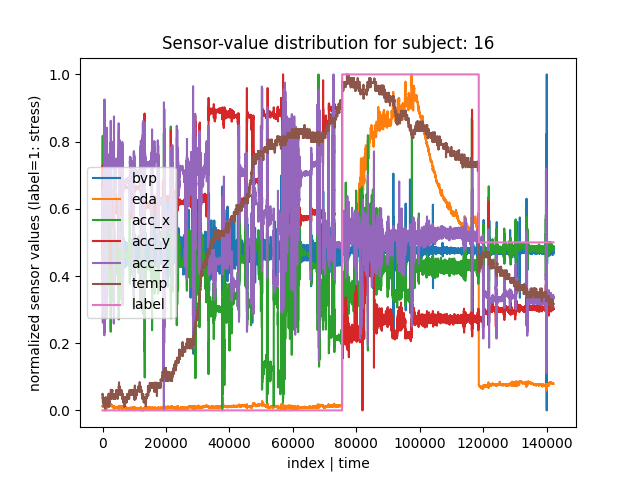 Sensor-value distribution for subject: 16
normalized sensor values (label=1: stress)
1.0
0.8
0.6
0.4
0.2
0.0
bvp
eda
acc_x
acc_y
acc_z
temp
label
0 20000 40000 60000 80000 100000 120000 140000
index | time